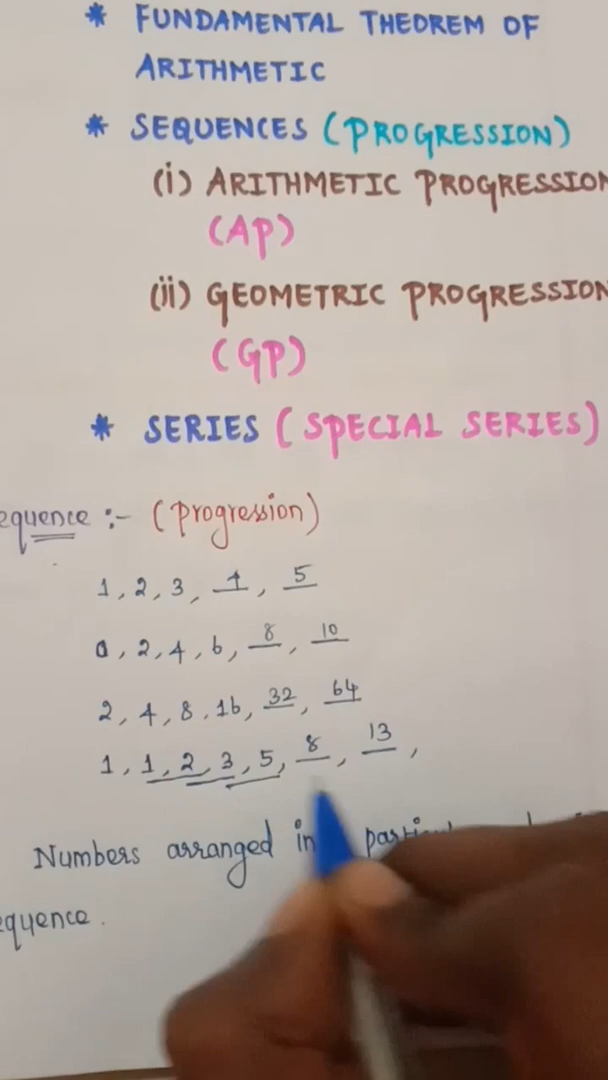 * FUNDAMENTAL THEOREM OF
ARITHMETIC
* SEQUENCES (PROGRESSION)
(i) ARITHMETIC PROGRESSION
(AP)
(ii) GEOMETRIC PROGRESSION
(GP)
* SERIES (SPECIAL SERIES)
equence :- (Progression)
1, 2, 3, 4, 5
0, 2, 4, 6, 8, 10
2, 4, 8, 16, 32, 64
1, 1, 2, 3, 5, 8, 13,
Numbers arranged in
equence.